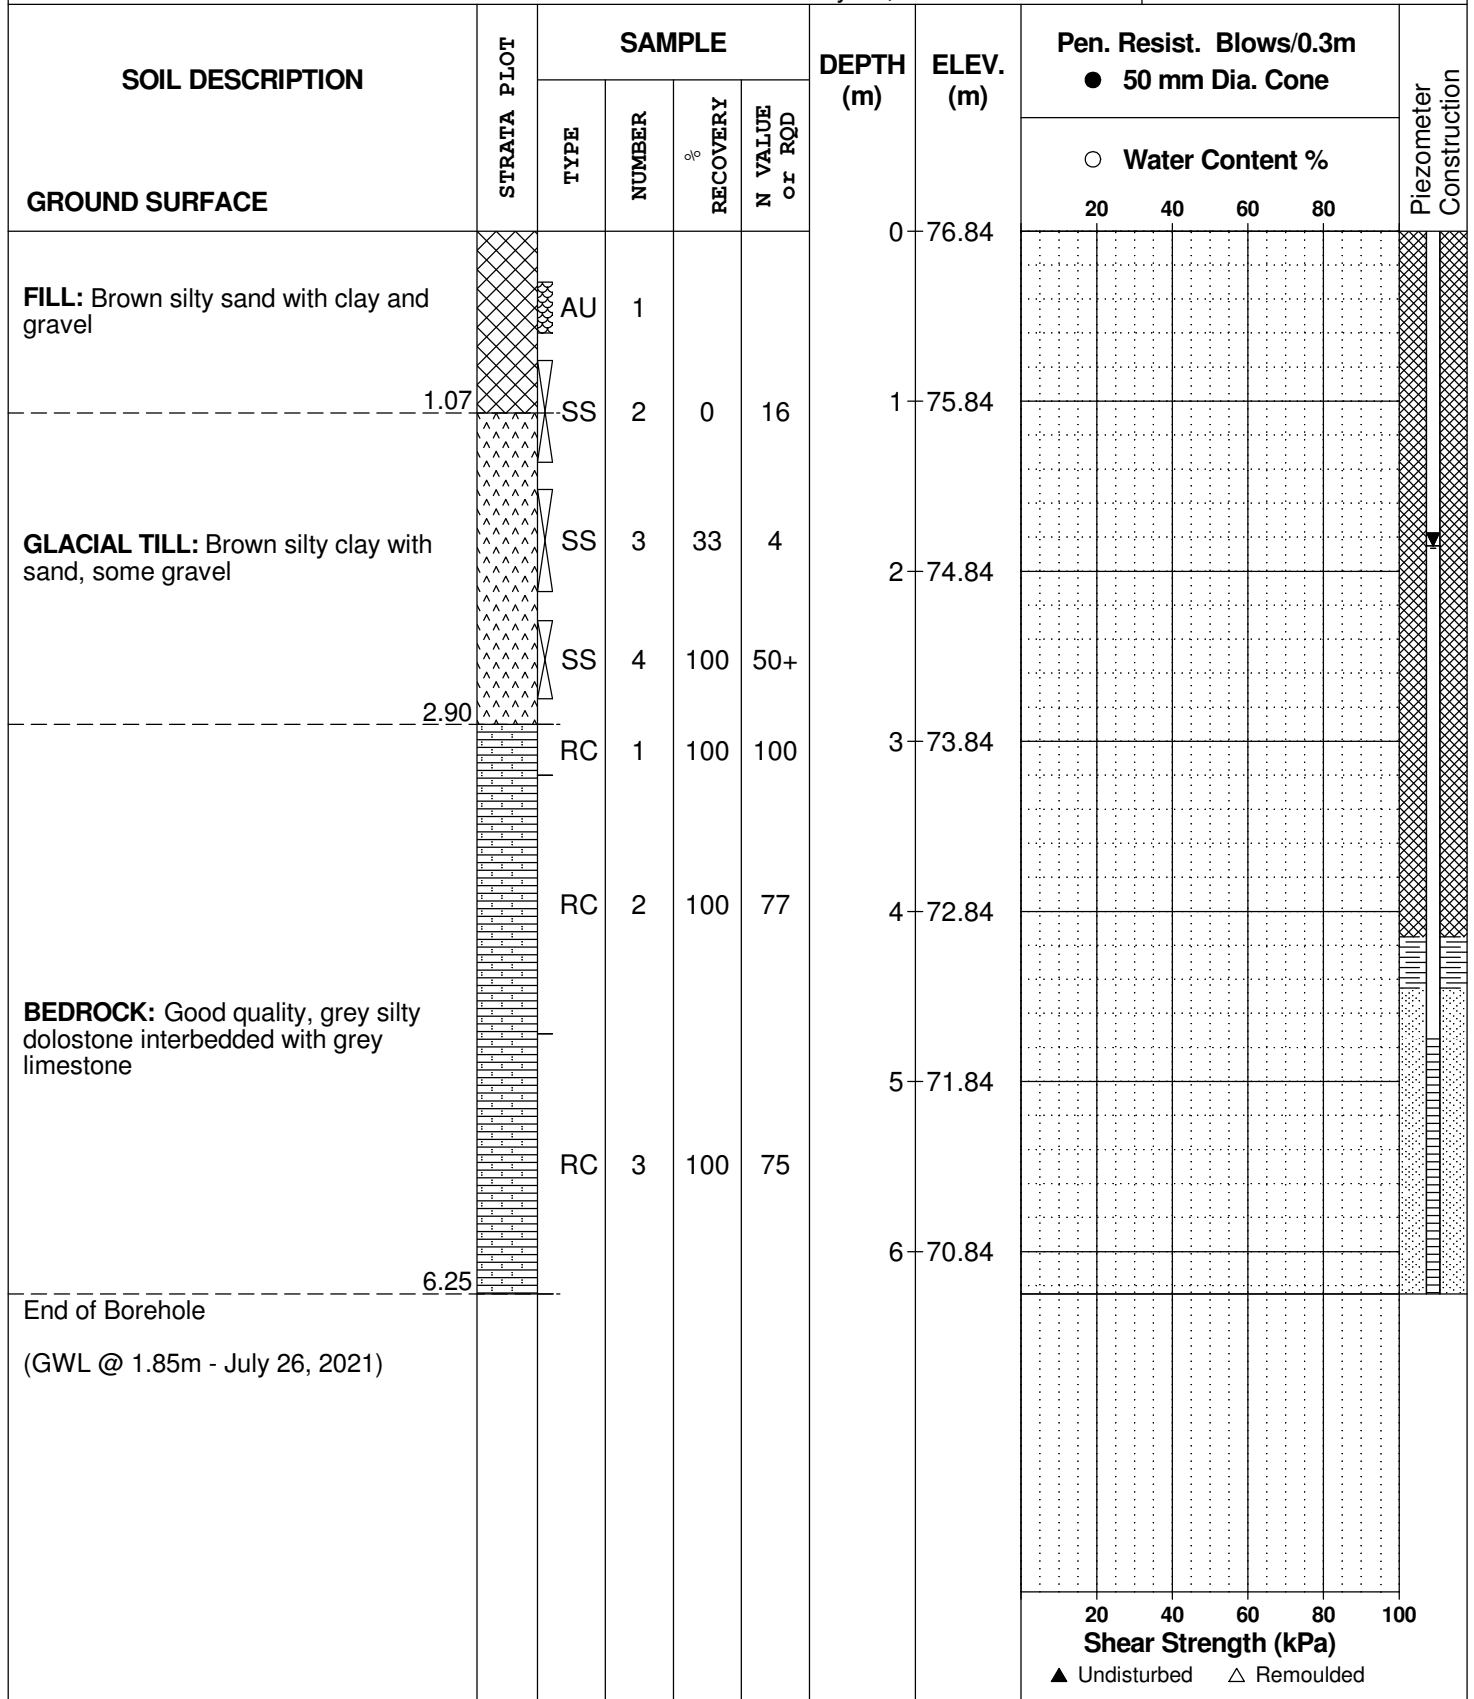 SOIL DESCRIPTION
GROUND SURFACE
STRATA PLOT
SAMPLE
TYPE
NUMBER
% RECOVERY
N VALUE or RQD
DEPTH (m)
ELEV. (m)
Pen. Resist. Blows/0.3m
● 50 mm Dia. Cone
○ Water Content %
20 40 60 80
Piezometer Construction
0 76.84
FILL: Brown silty sand with clay and
gravel
AU 1
1.07
SS 2 0 16
1 75.84
GLACIAL TILL: Brown silty clay with
sand, some gravel
SS 3 33 4
2 74.84
SS 4 100 50+
2.90
RC 1 100 100
3 73.84
RC 2 100 77
4 72.84
BEDROCK: Good quality, grey silty
dolostone interbedded with grey
limestone
5 71.84
RC 3 100 75
6 70.84
6.25
End of Borehole
(GWL @ 1.85m - July 26, 2021)
20 40 60 80 100
Shear Strength (kPa)
▲ Undisturbed △ Remoulded